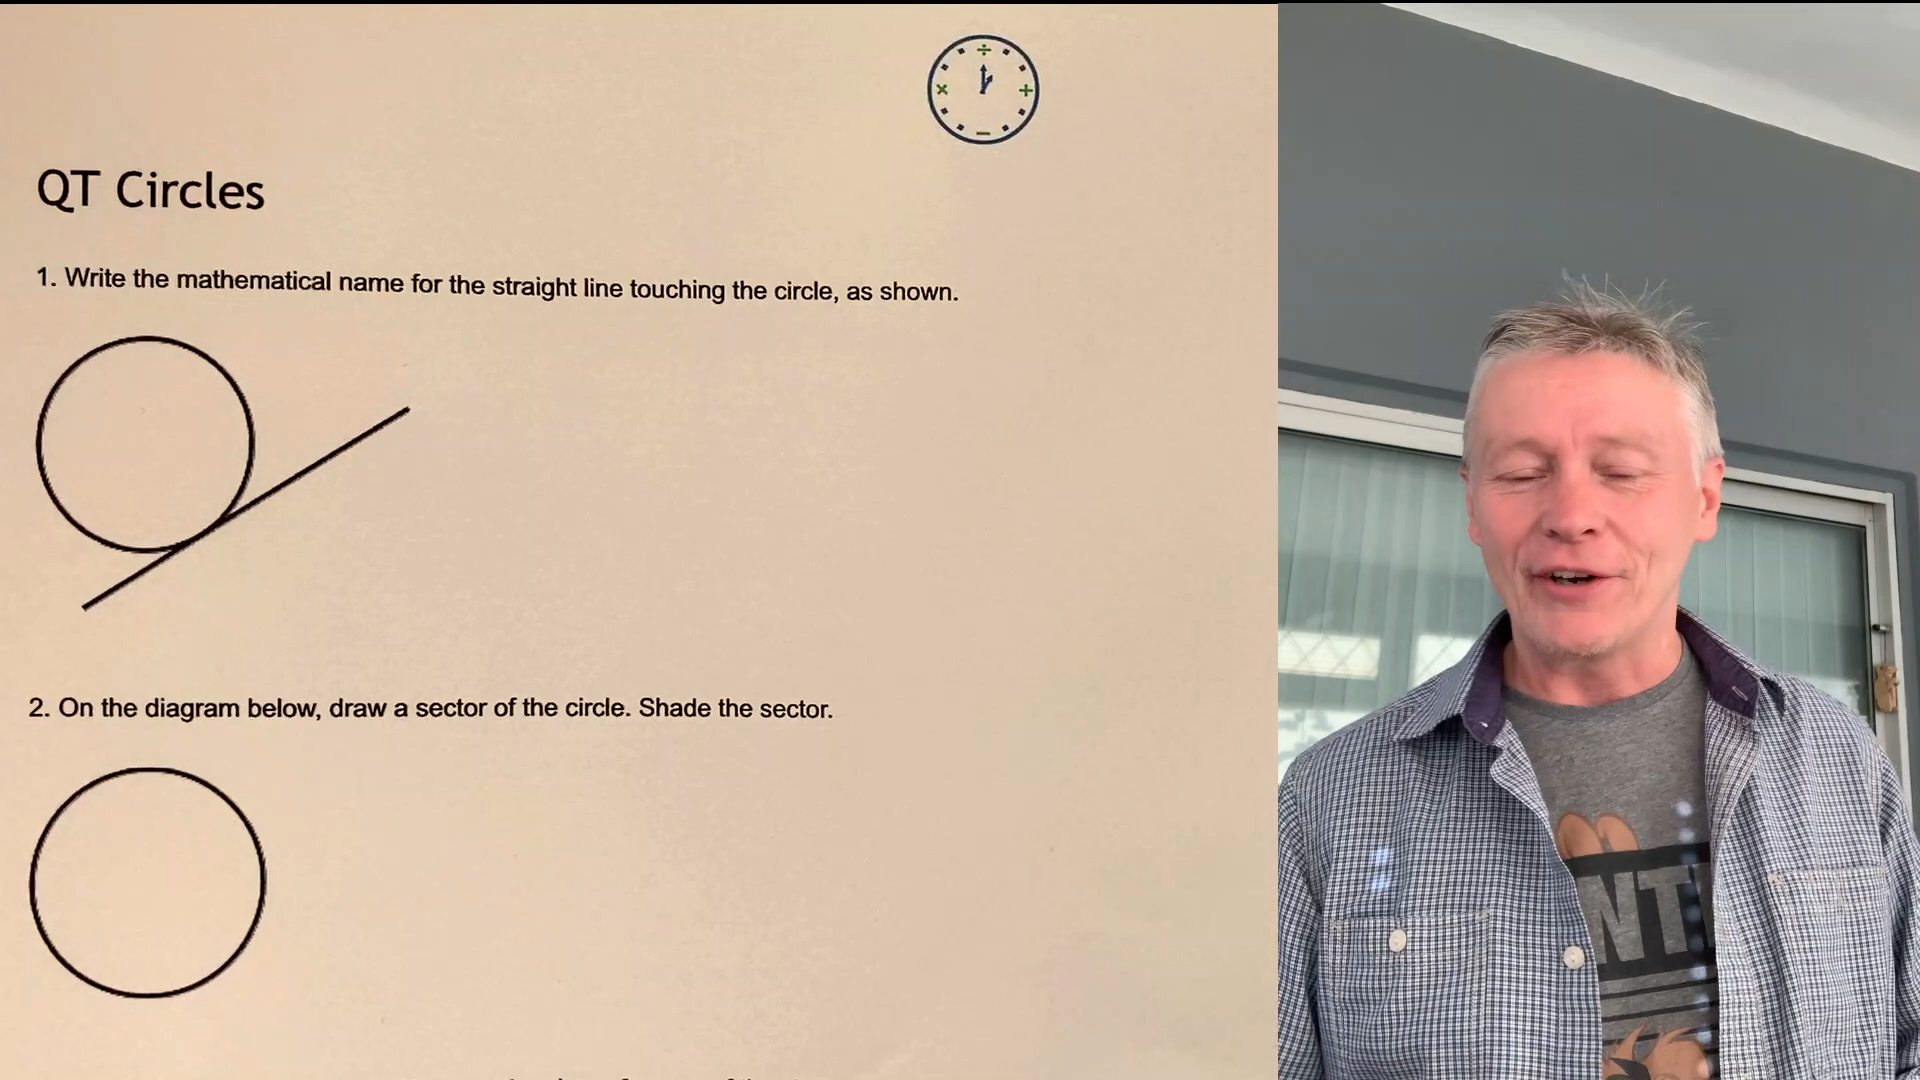 QT Circles
1. Write the mathematical name for the straight line touching the circle, as shown.
2. On the diagram below, draw a sector of the circle. Shade the sector.
NT